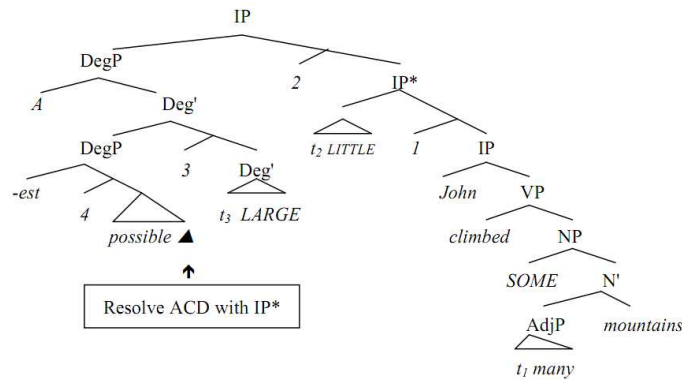 IP
DegP
2
IP*
A
Deg'
t2 LITTLE
1
IP
DegP
3
Deg'
John
VP
-est
4
t3 LARGE
climbed
NP
possible ▲
SOME
N'
Resolve ACD with IP*
AdjP
mountains
t1 many